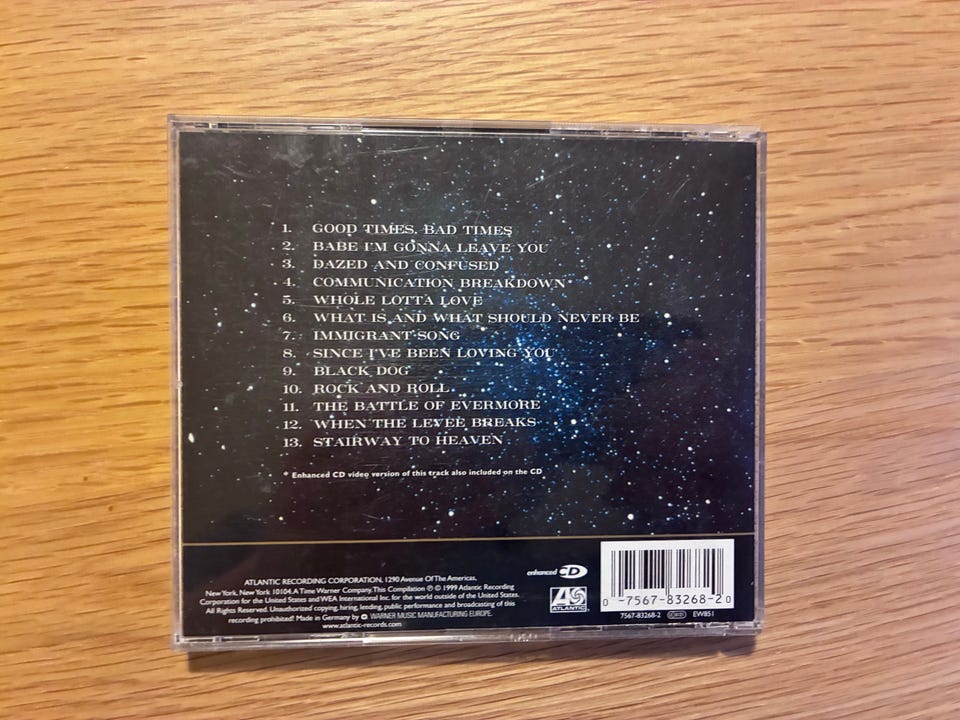 1. GOOD TIMES, BAD TIMES
2. BABE I'M GONNA LEAVE YOU
3. DAZED AND CONFUSED
4. COMMUNICATION BREAKDOWN*
5. WHOLE LOTTA LOVE
6. WHAT IS AND WHAT SHOULD NEVER BE
7. IMMIGRANT SONG
8. SINCE I'VE BEEN LOVING YOU
9. BLACK DOG
10. ROCK AND ROLL
11. THE BATTLE OF EVERMORE
12. WHEN THE LEVEE BREAKS
13. STAIRWAY TO HEAVEN
* Enhanced CD video version of this track also included on the CD
ATLANTIC RECORDING CORPORATION, 1290 Avenue Of The Americas,
New York, New York 10104. A Time Warner Company. This Compilation ℗ © 1999 Atlantic Recording
Corporation for the United States and WEA International Inc. for the world outside of the United States.
All Rights Reserved. Unauthorized copying, hiring, lending, public performance and broadcasting of this
recording prohibited! Made in Germany by WARNER MUSIC MANUFACTURING EUROPE.
www.atlantic-records.com
enhanced CD
ATLANTIC
0 -7567-83268-2 0
7567-83268-2 EW851